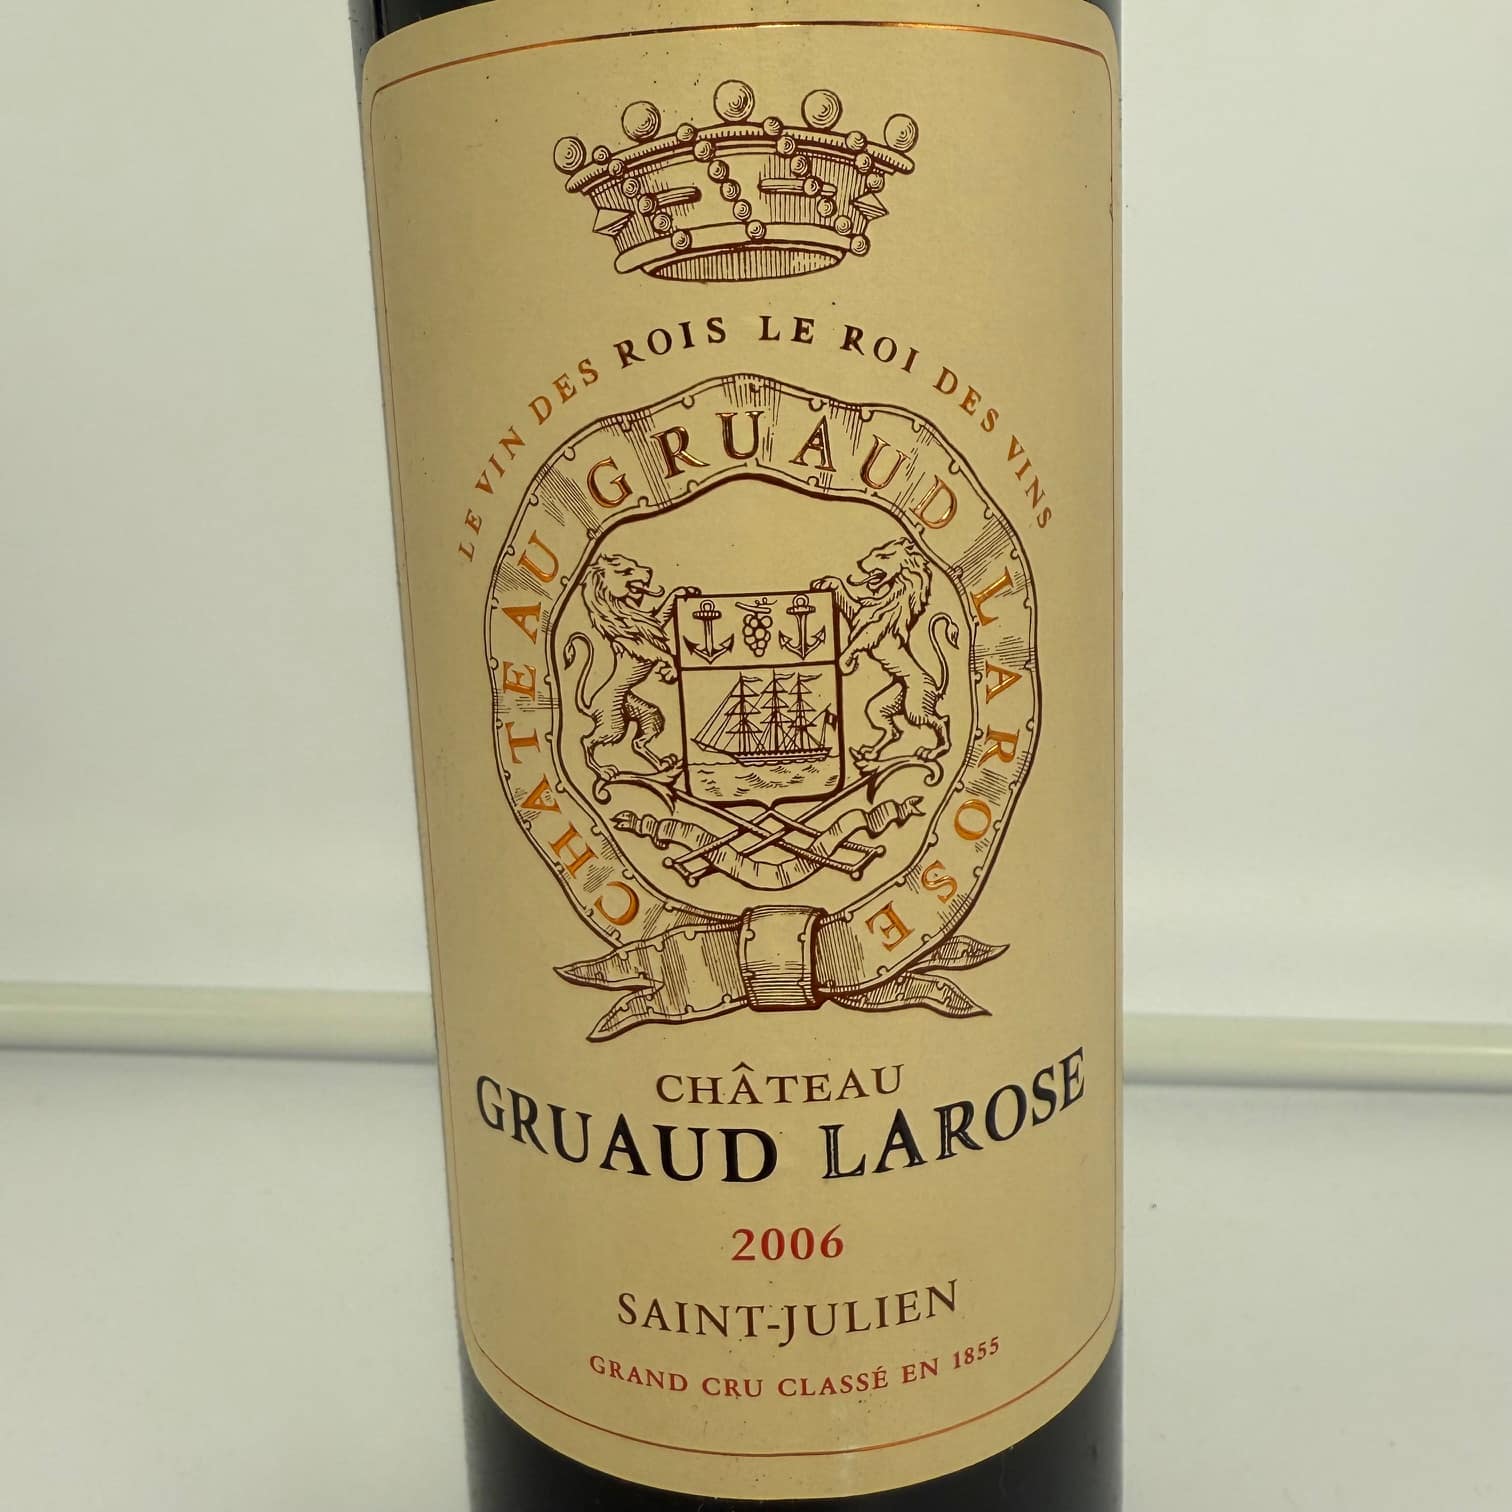 LE VIN DES ROIS LE ROI DES VINS
CHATEAU GRUAUD LAROSE
CHÂTEAU
GRUAUD LAROSE
2006
SAINT-JULIEN
GRAND CRU CLASSÉ EN 1855